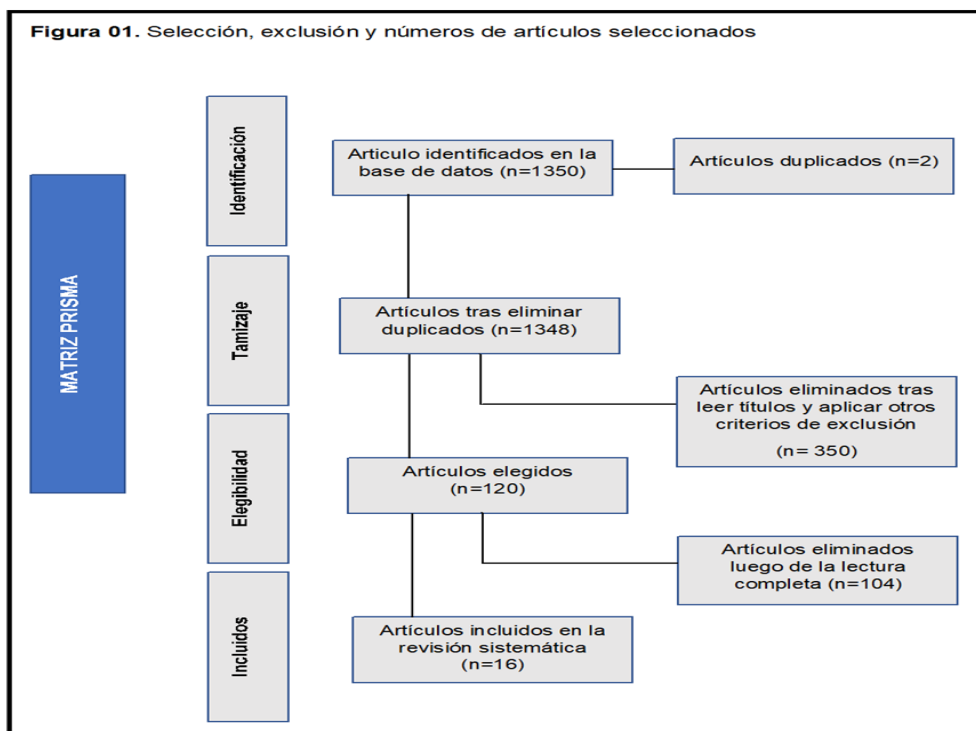 Figura 01. Selección, exclusión y números de artículos seleccionados
MATRIZ PRISMA
Identificación
Articulo identificados en la
base de datos (n=1350)
Artículos duplicados (n=2)
Tamizaje
Artículos tras eliminar
duplicados (n=1348)
Artículos eliminados tras
leer títulos y aplicar otros
criterios de exclusión
(n= 350)
Elegibilidad
Artículos elegidos
(n=120)
Artículos eliminados
luego de la lectura
completa (n=104)
Incluidos
Artículos incluidos en la
revisión sistemática
(n=16)